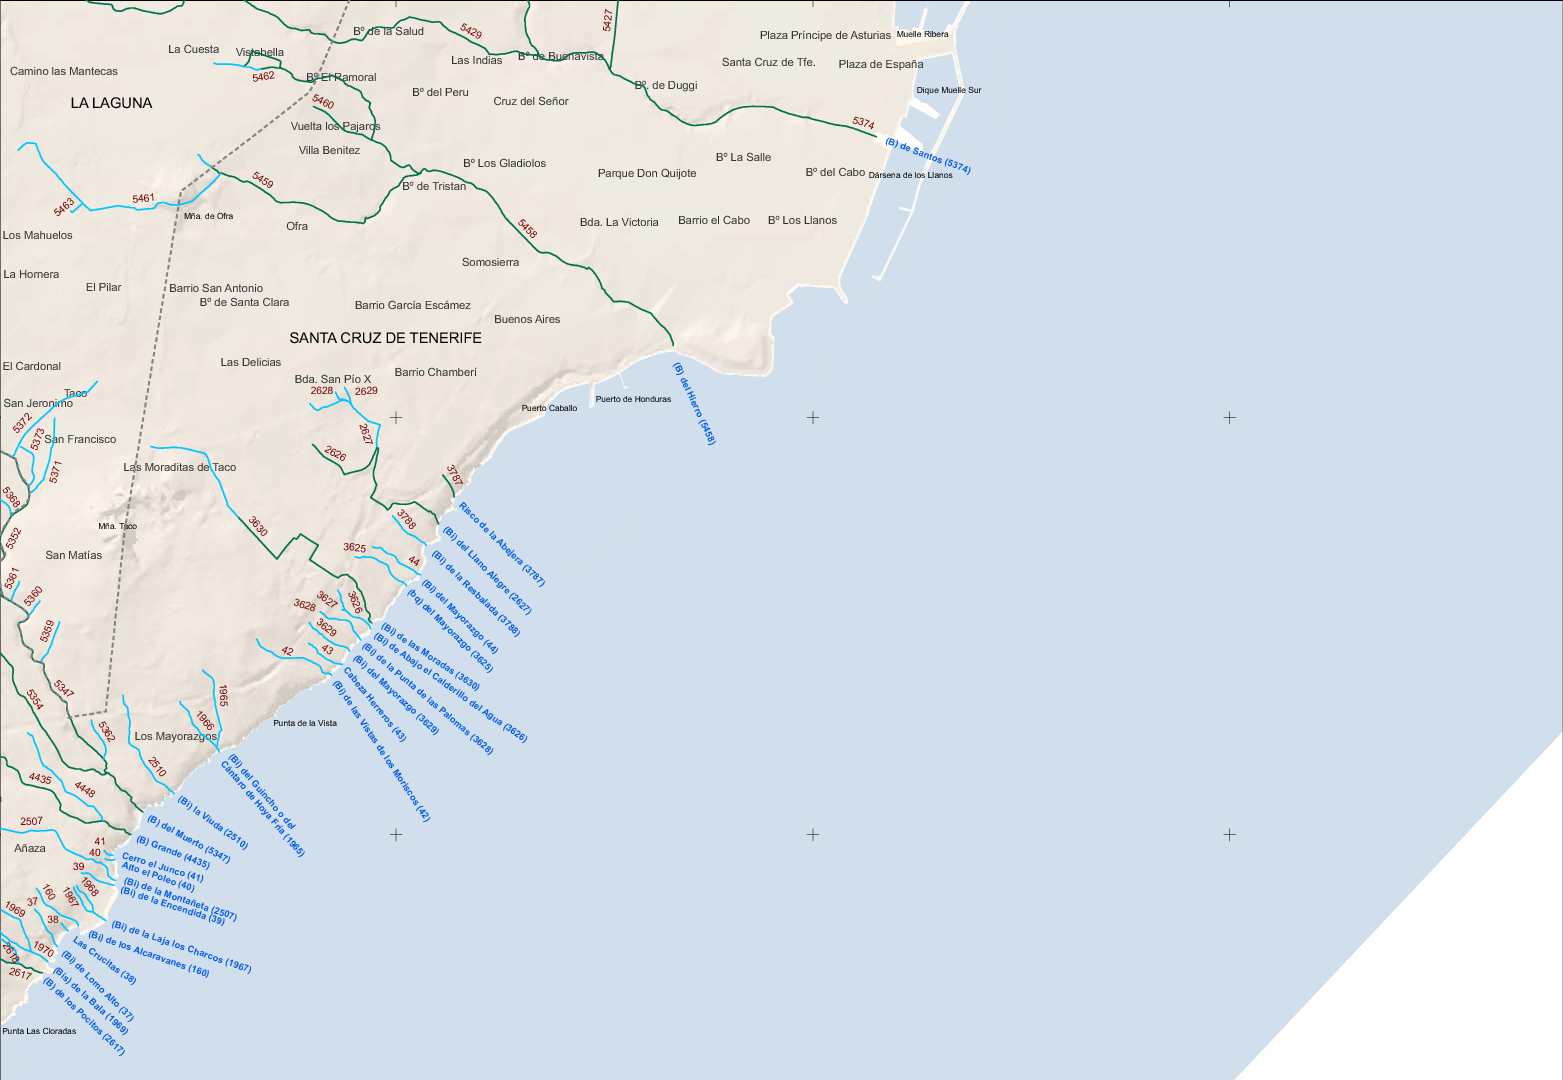 Bº de la Salud
5429
5427
Plaza Príncipe de Asturias
Muelle Ribera
La Cuesta
Vistabella
Las Indias
Bº de Buenavista
Santa Cruz de Tfe.
Plaza de España
Camino las Mantecas
5462
Bº El Ramoral
Bº del Peru
Bº. de Duggi
Dique Muelle Sur
LA LAGUNA
5460
Cruz del Señor
Vuelta los Pajaros
5374
(B) de Santos (5374)
Villa Benitez
Bº Los Gladiolos
Bº La Salle
Parque Don Quijote
Bº del Cabo
Dársena de los Llanos
5459
Bº de Tristan
5463
5461
Mña. de Ofra
Ofra
5458
Bda. La Victoria
Barrio el Cabo
Bº Los Llanos
Los Mahuelos
Somosierra
La Hornera
El Pilar
Barrio San Antonio
Bº de Santa Clara
Barrio García Escámez
Buenos Aires
SANTA CRUZ DE TENERIFE
El Cardonal
Las Delicias
Bda. San Pío X
Barrio Chamberí
(B) del Hierro (5458)
Taco
2628
2629
San Jeronimo
Puerto Caballo
Puerto de Honduras
5372
5373
San Francisco
2627
2626
5371
Las Moraditas de Taco
3787
5368
Risco de la Abejera (3787)
3788
Mña. Taco
3630
5352
(Bi) del Llano Alegre (2627)
San Matías
3625
44
(Bi) de la Resbalada (3788)
5361
5360
(Bi) del Mayorazgo (44)
(bq) del Mayorazgo (3625)
3628
3627
3626
5359
3629
(Bi) de las Moradas (3630)
(Bi) de Abajo el Calderillo del Agua (3626)
42
43
(Bi) de la Punta de las Palomas (3628)
(Bi) del Mayorazgo (3629)
Cabeza Herreros (43)
(Bi) de las Vistas de los Moriscos (42)
5354
5347
1965
1966
Punta de la Vista
5362
Los Mayorazgos
2510
(Bi) del Guincho o del
Cántaro de Hoya Fría (1965)
4435
4448
(Bi) la Viuda (2510)
2507
(B) del Muerto (5347)
(B) Grande (4435)
Añaza
41
40
Cerro el Junco (41)
Alto el Poleo (40)
39
(Bi) de la Montañeta (2507)
(Bi) de la Encendida (39)
160
1967
1968
37
1969
38
(Bi) de la Laja los Charcos (1967)
(Bi) de los Alcaravanes (160)
Las Crucitas (38)
1970
2618
2617
(Bi) de Lomo Alto (37)
(Bis) de la Bala (1969)
(B) de los Pocitos (2617)
Punta Las Cloradas